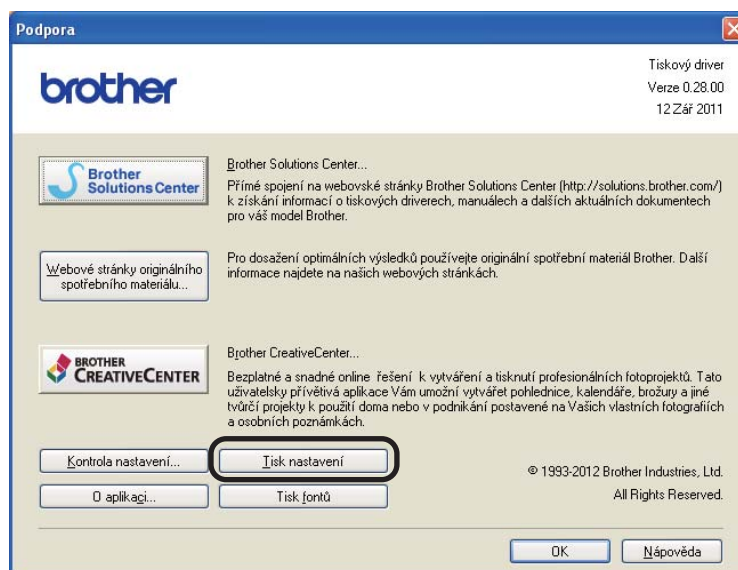 Podpora
brother
Tiskový driver
Verze 0.28.00
12 Zář 2011
Brother
Solutions Center
Brother Solutions Center...
Přímé spojení na webovské stránky Brother Solutions Center (http://solutions.brother.com/)
k získání informací o tiskových driverech, manuálech a dalších aktuálních dokumentech
pro váš model Brother.
Webové stránky originálního
spotřebního materiálu...
Pro dosažení optimálních výsledků používejte originální spotřební materiál Brother. Další
informace najdete na našich webových stránkách.
BROTHER
CREATIVECENTER
Brother CreativeCenter...
Bezplatné a snadné online řešení k vytváření a tisknutí profesionálních fotoprojektů. Tato
uživatelsky přívětivá aplikace Vám umožní vytvářet pohlednice, kalendáře, brožury a jiné
tvůrčí projekty k použití doma nebo v podnikání postavené na Vašich vlastních fotografiích
a osobních poznámkách.
Kontrola nastavení...
Tisk nastavení
O aplikaci...
Tisk fontů
© 1993-2012 Brother Industries, Ltd.
All Rights Reserved.
OK
Nápověda